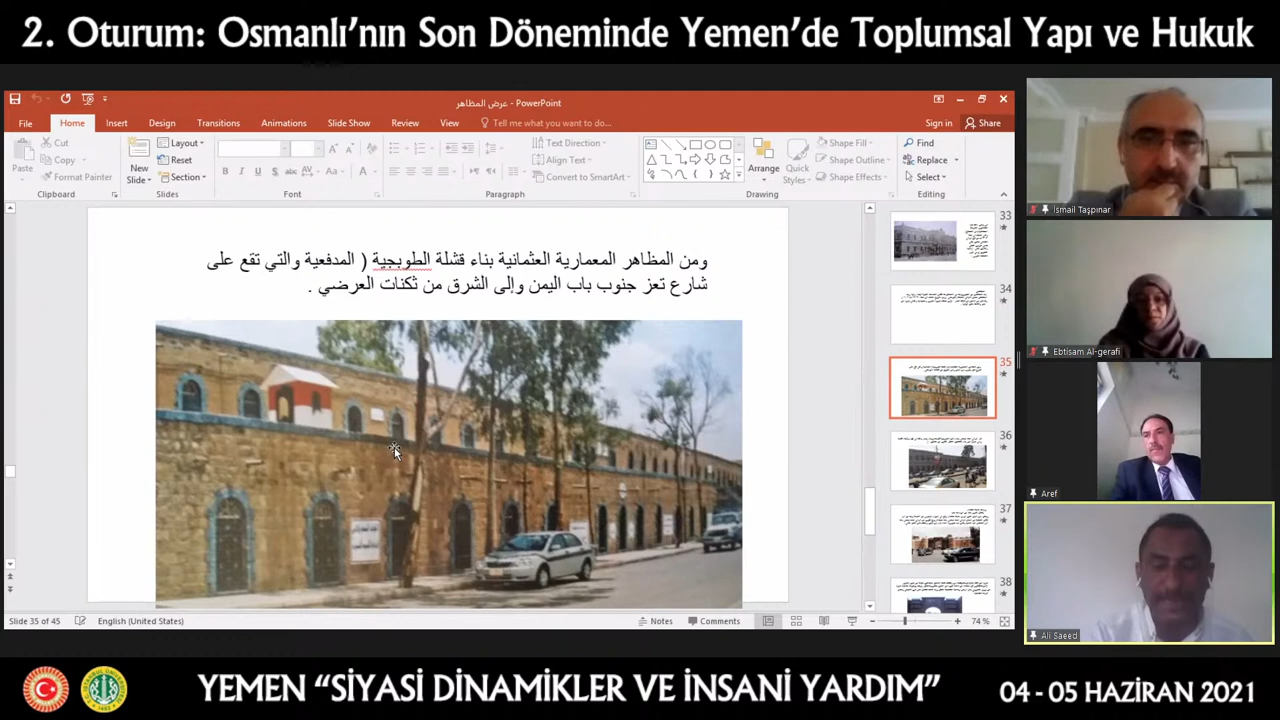 2. Oturum: Osmanlı’nın Son Döneminde Yemen’de Toplumsal Yapı ve Hukuk
عرض المظاهر - PowerPoint
File Home Insert Design Transitions Animations Slide Show Review View Tell me what you want to do... Sign in Share
Paste
Cut
Copy
Format Painter
Clipboard
New Slide
Layout
Reset
Section
Slides
Font
Text Direction
Align Text
Convert to SmartArt
Paragraph
Arrange
Quick Styles
Shape Fill
Shape Outline
Shape Effects
Drawing
Find
Replace
Select
Editing
ومن المظاهر المعمارية العثمانية بناء قشلة الطوبجية ( المدفعية والتي تقع على
شارع تعز جنوب باب اليمن وإلى الشرق من ثكنات العرضي .
33
34
35
36
37
38
Slide 35 of 45 English (United States) Notes Comments 74 %
İsmail Taşpınar
Ebtisam Al-gerafi
Aref
Ali Saeed
YEMEN “SİYASİ DİNAMİKLER VE İNSANİ YARDIM”
04 - 05 HAZİRAN 2021